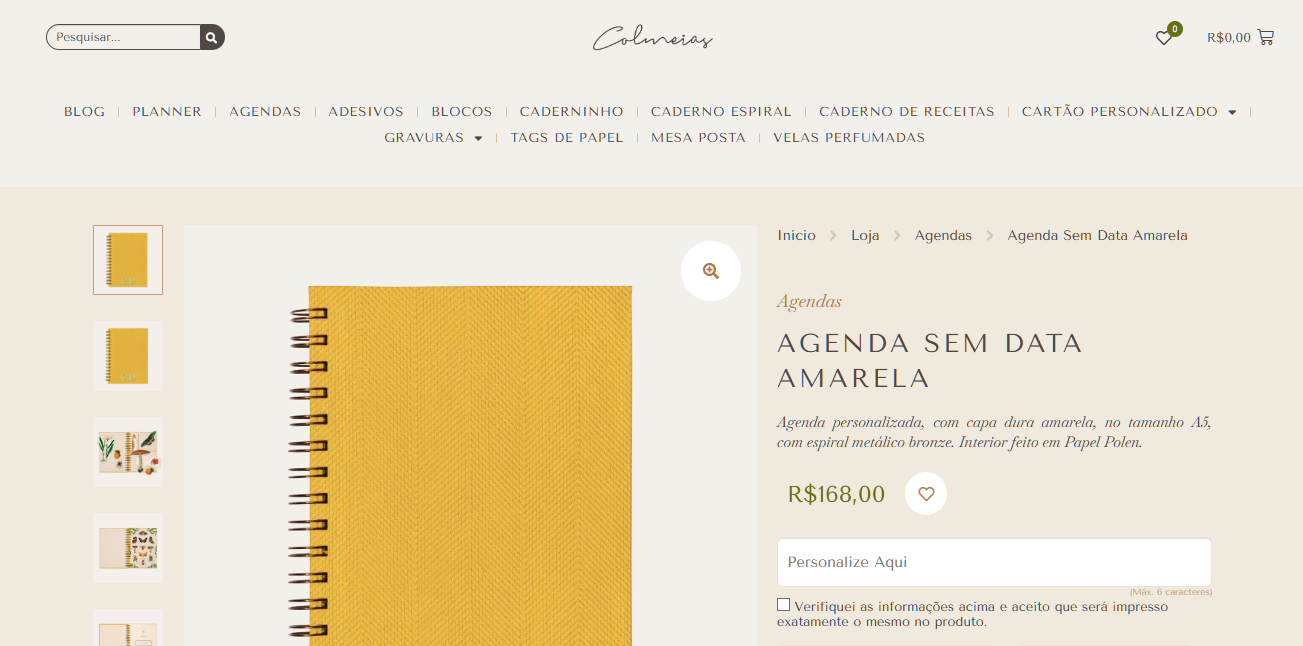 Pesquisar...
Colmeias
0
R$0,00
BLOG
PLANNER
AGENDAS
ADESIVOS
BLOCOS
CADERNINHO
CADERNO ESPIRAL
CADERNO DE RECEITAS
CARTÃO PERSONALIZADO
GRAVURAS
TAGS DE PAPEL
MESA POSTA
VELAS PERFUMADAS
Início
Loja
Agendas
Agenda Sem Data Amarela
Agendas
AGENDA SEM DATA
AMARELA
Agenda personalizada, com capa dura amarela, no tamanho A5,
com espiral metálico bronze. Interior feito em Papel Polen.
R$168,00
Personalize Aqui
(Máx. 6 caracteres)
Verifiquei as informações acima e aceito que será impresso
exatamente o mesmo no produto.